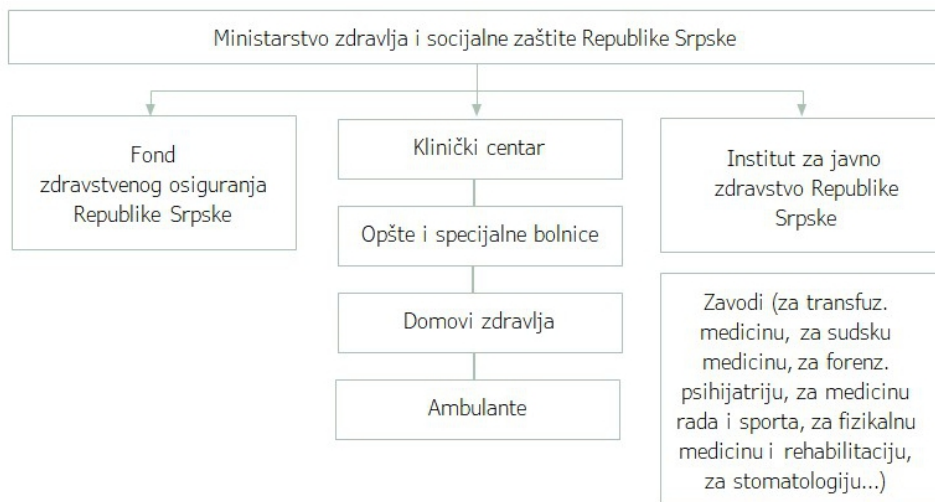 Ministarstvo zdravlja i socijalne zaštite Republike Srpske
Fond
zdravstvenog osiguranja
Republike Srpske
Klinički centar
Opšte i specijalne bolnice
Domovi zdravlja
Ambulante
Institut za javno
zdravstvo Republike
Srpske
Zavodi (za transfuz.
medicinu, za sudsku
medicinu, za forenz.
psihijatriju, za medicinu
rada i sporta, za fizikalnu
medicinu i rehabilitaciju,
za stomatologiju...)